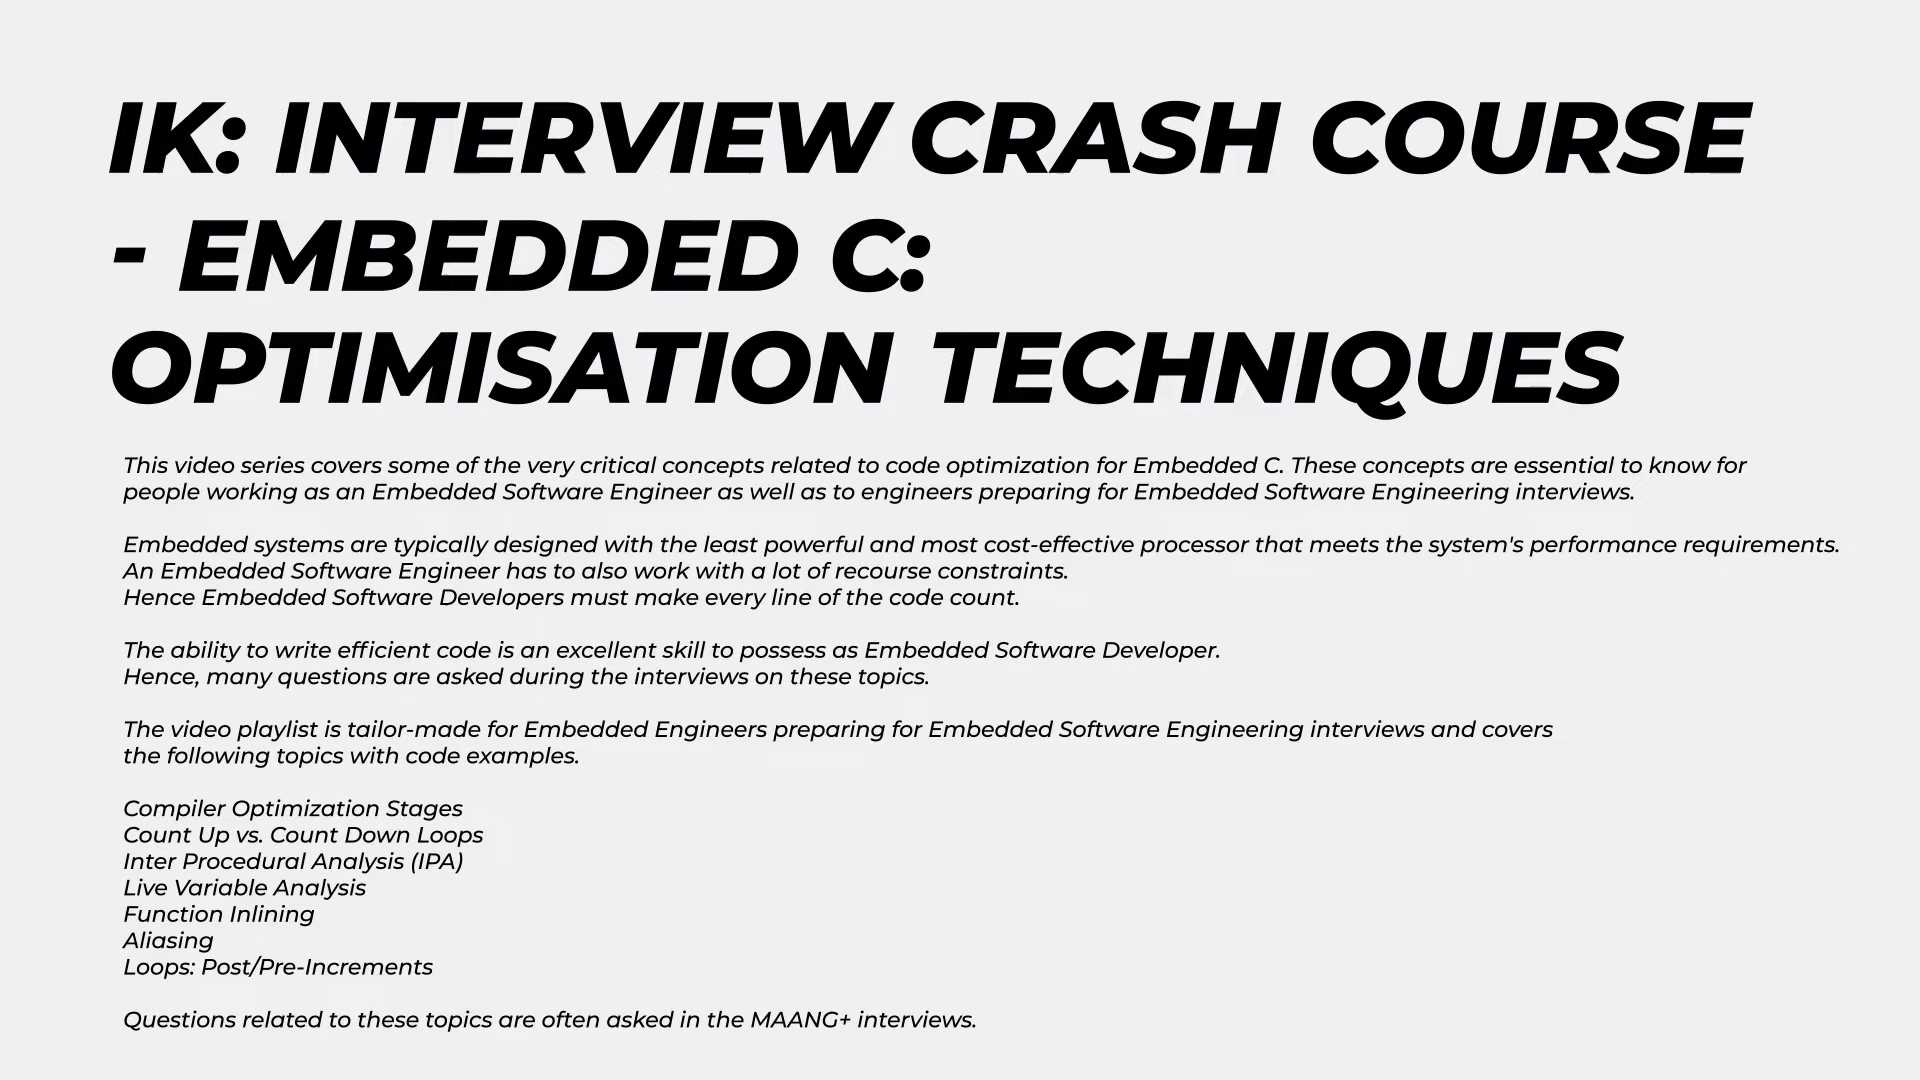 IK: INTERVIEW CRASH COURSE
- EMBEDDED C:
OPTIMISATION TECHNIQUES
This video series covers some of the very critical concepts related to code optimization for Embedded C. These concepts are essential to know for
people working as an Embedded Software Engineer as well as to engineers preparing for Embedded Software Engineering interviews.
Embedded systems are typically designed with the least powerful and most cost-effective processor that meets the system's performance requirements.
An Embedded Software Engineer has to also work with a lot of recourse constraints.
Hence Embedded Software Developers must make every line of the code count.
The ability to write efficient code is an excellent skill to possess as Embedded Software Developer.
Hence, many questions are asked during the interviews on these topics.
The video playlist is tailor-made for Embedded Engineers preparing for Embedded Software Engineering interviews and covers
the following topics with code examples.
Compiler Optimization Stages
Count Up vs. Count Down Loops
Inter Procedural Analysis (IPA)
Live Variable Analysis
Function Inlining
Aliasing
Loops: Post/Pre-Increments
Questions related to these topics are often asked in the MAANG+ interviews.